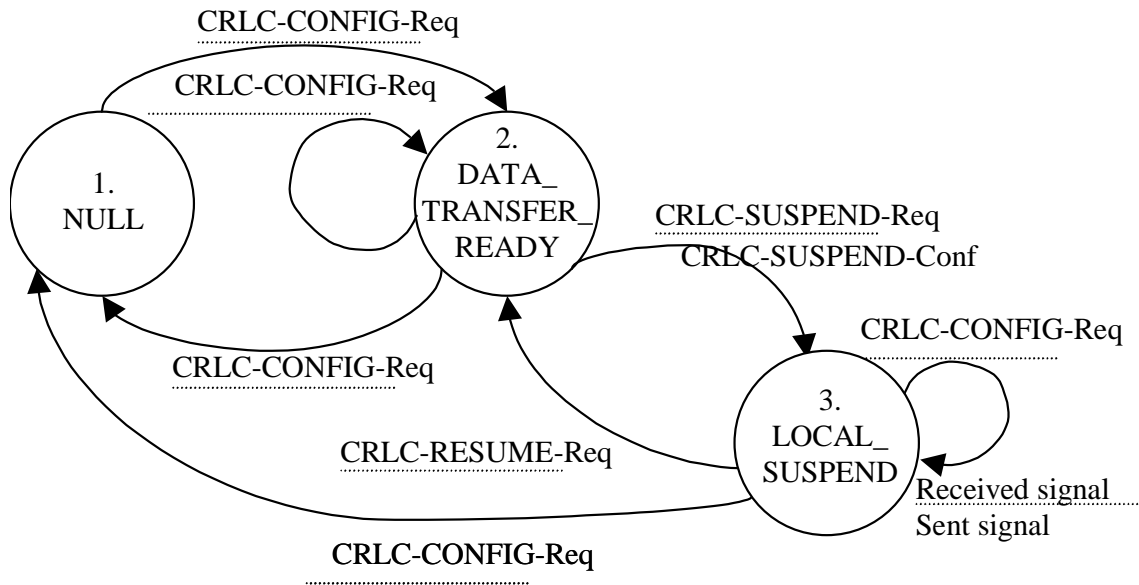 CRLC-CONFIG-Req
CRLC-CONFIG-Req
1.
NULL
2.
DATA_
TRANSFER_
READY
CRLC-SUSPEND-Req
CRLC-SUSPEND-Conf
CRLC-CONFIG-Req
CRLC-CONFIG-Req
3.
LOCAL_
SUSPEND
CRLC-RESUME-Req
Received signal
Sent signal
CRLC-CONFIG-Req